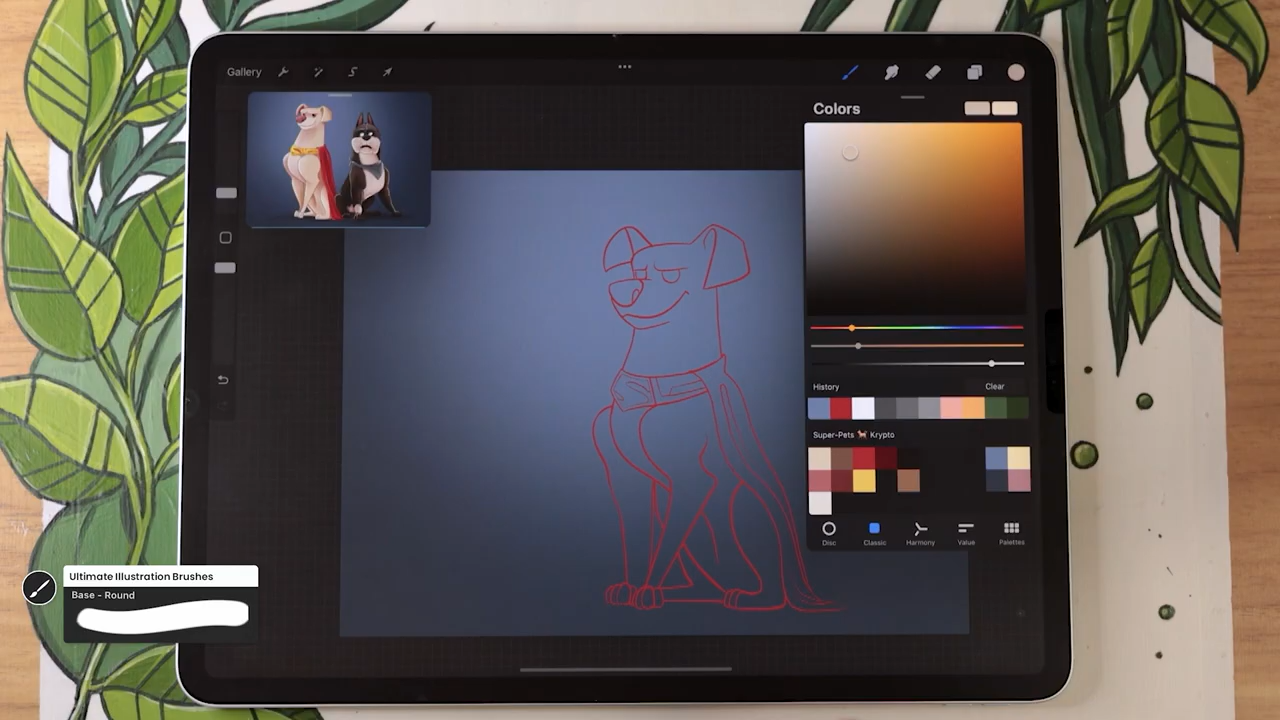 Gallery
Colors
History
Clear
Super-Pets 🐕 Krypto
Disc
Classic
Harmony
Value
Palettes
Ultimate Illustration Brushes
Base - Round